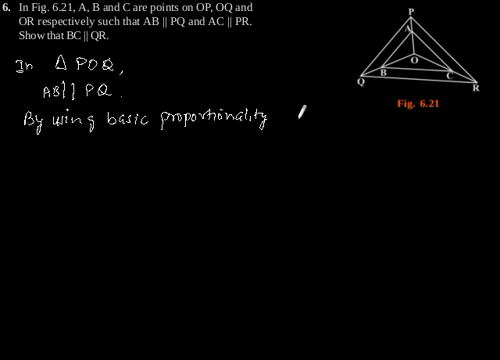 6. In Fig. 6.21, A, B and C are points on OP, OQ and
OR respectively such that AB || PQ and AC || PR.
Show that BC || QR.
In Δ POQ,
AB || PQ.
By using basic proportionality
P
A
O
B
C
Q
R
Fig. 6.21